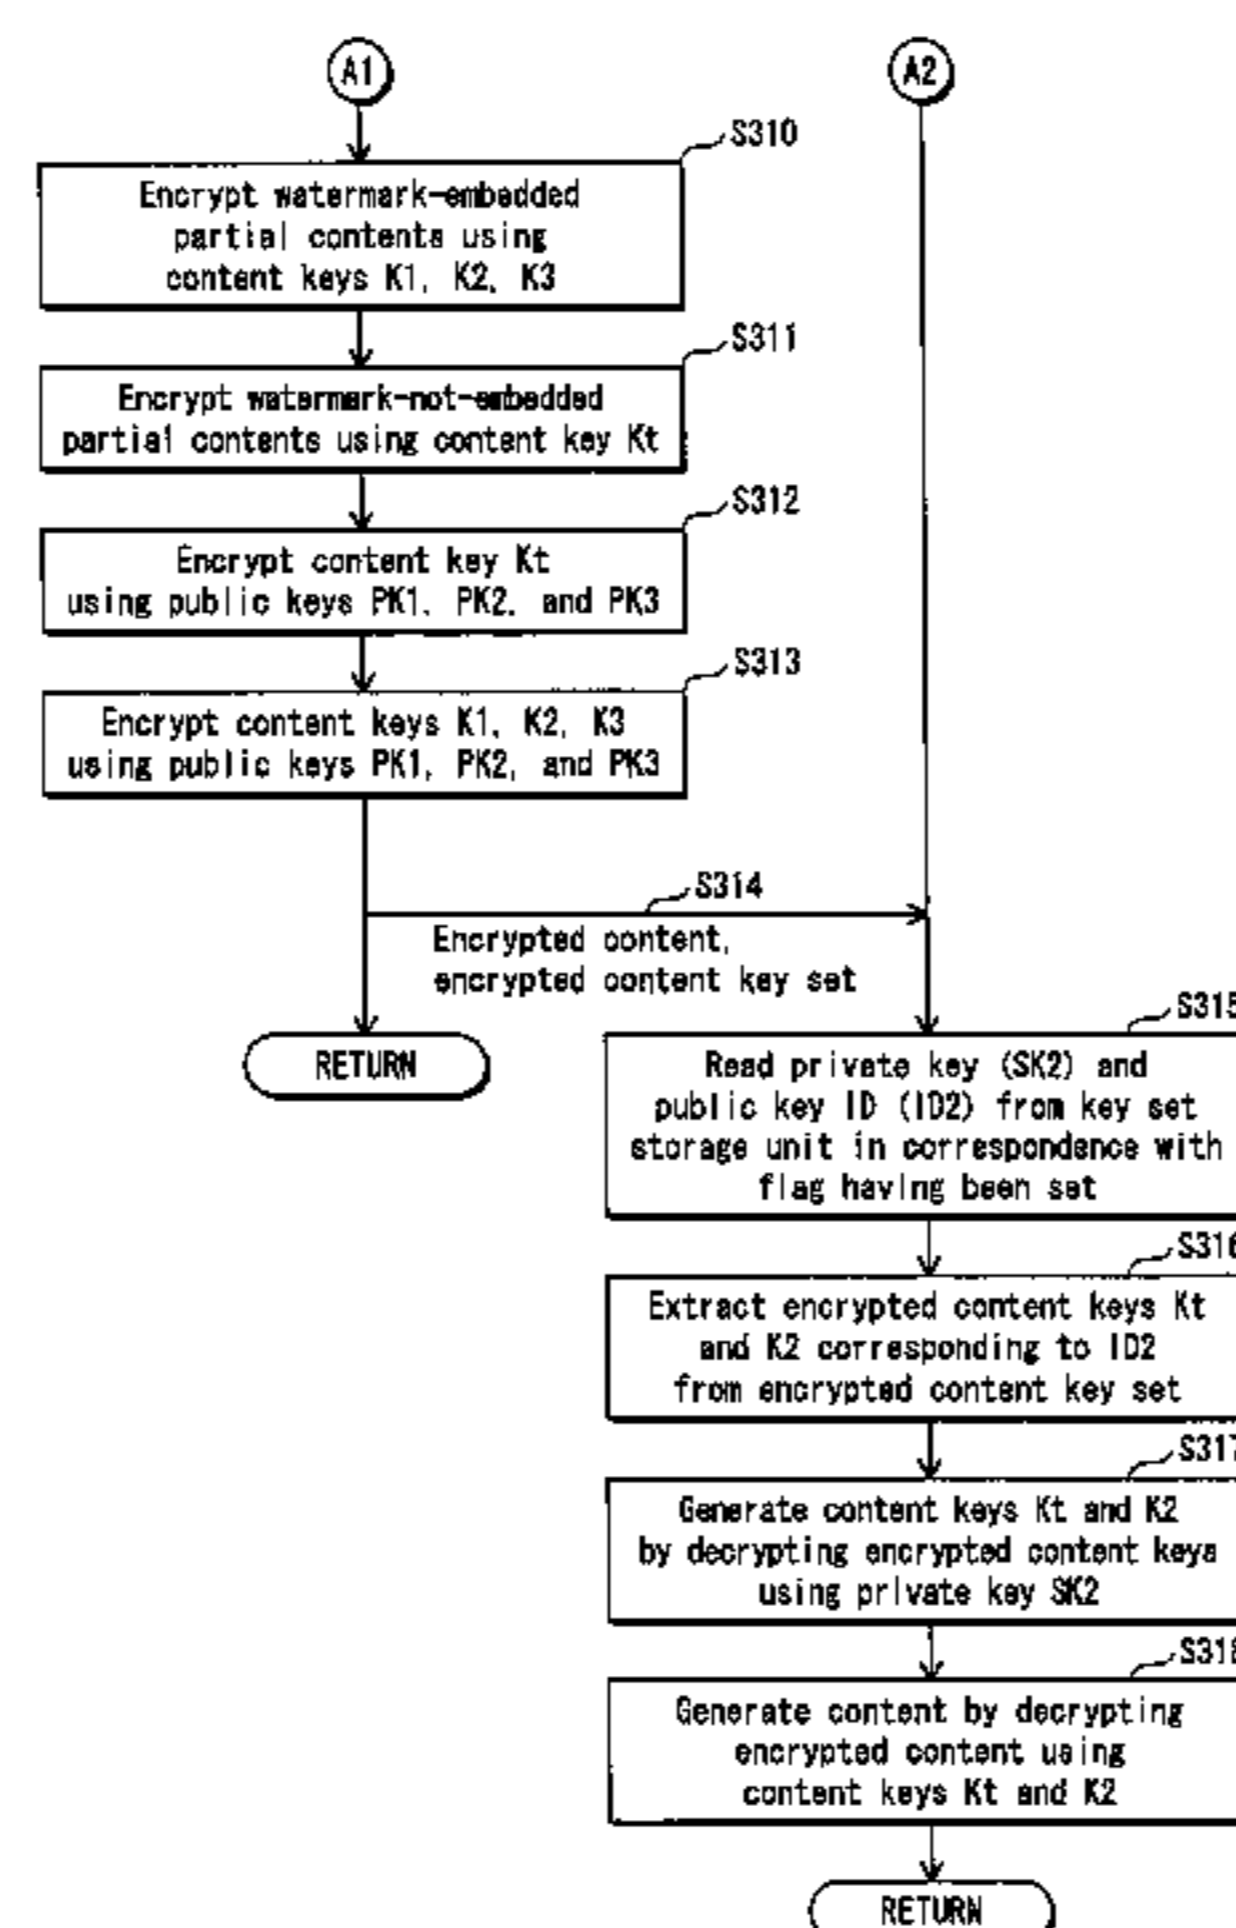 A1
A2
S310
Encrypt watermark-embedded
partial contents using
content keys K1, K2, K3
S311
Encrypt watermark-not-embedded
partial contents using content key Kt
S312
Encrypt content key Kt
using public keys PK1, PK2, and PK3
S313
Encrypt content keys K1, K2, K3
using public keys PK1, PK2, and PK3
S314
Encrypted content,
encrypted content key set
RETURN
S315
Read private key (SK2) and
public key ID (ID2) from key set
storage unit in correspondence with
flag having been set
S316
Extract encrypted content keys Kt
and K2 corresponding to ID2
from encrypted content key set
S317
Generate content keys Kt and K2
by decrypting encrypted content keys
using private key SK2
S318
Generate content by decrypting
encrypted content using
content keys Kt and K2
RETURN